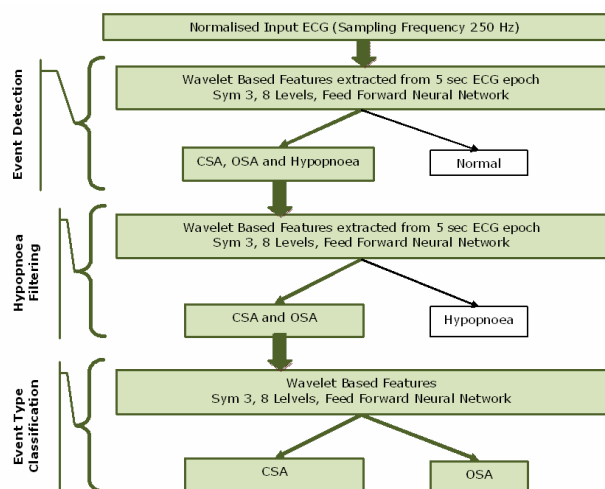 Normalised Input ECG (Sampling Frequency 250 Hz)
Event Detection
Wavelet Based Features extracted from 5 sec ECG epoch
Sym 3, 8 Levels, Feed Forward Neural Network
CSA, OSA and Hypopnoea
Normal
Hypopnoea
Filtering
Wavelet Based Features extracted from 5 sec ECG epoch
Sym 3, 8 Levels, Feed Forward Neural Network
CSA and OSA
Hypopnoea
Event Type
Classification
Wavelet Based Features
Sym 3, 8 Lelvels, Feed Forward Neural Network
CSA
OSA